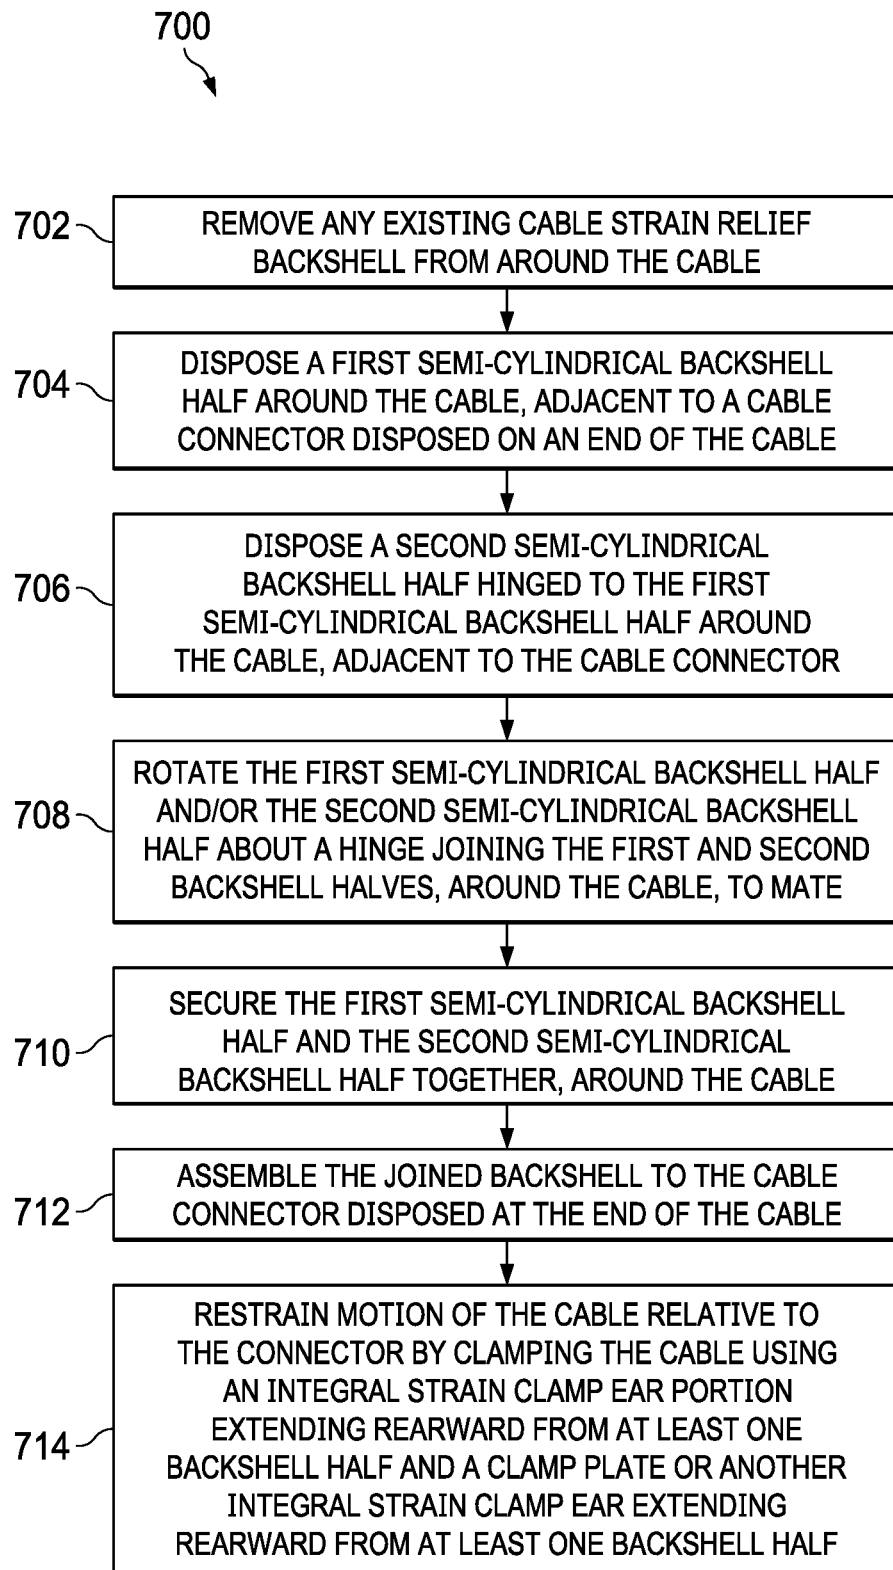 700
702
REMOVE ANY EXISTING CABLE STRAIN RELIEF
BACKSHELL FROM AROUND THE CABLE
704
DISPOSE A FIRST SEMI-CYLINDRICAL BACKSHELL
HALF AROUND THE CABLE, ADJACENT TO A CABLE
CONNECTOR DISPOSED ON AN END OF THE CABLE
706
DISPOSE A SECOND SEMI-CYLINDRICAL
BACKSHELL HALF HINGED TO THE FIRST
SEMI-CYLINDRICAL BACKSHELL HALF AROUND
THE CABLE, ADJACENT TO THE CABLE CONNECTOR
708
ROTATE THE FIRST SEMI-CYLINDRICAL BACKSHELL HALF
AND/OR THE SECOND SEMI-CYLINDRICAL BACKSHELL
HALF ABOUT A HINGE JOINING THE FIRST AND SECOND
BACKSHELL HALVES, AROUND THE CABLE, TO MATE
710
SECURE THE FIRST SEMI-CYLINDRICAL BACKSHELL
HALF AND THE SECOND SEMI-CYLINDRICAL
BACKSHELL HALF TOGETHER, AROUND THE CABLE
712
ASSEMBLE THE JOINED BACKSHELL TO THE CABLE
CONNECTOR DISPOSED AT THE END OF THE CABLE
714
RESTRAIN MOTION OF THE CABLE RELATIVE TO
THE CONNECTOR BY CLAMPING THE CABLE USING
AN INTEGRAL STRAIN CLAMP EAR PORTION
EXTENDING REARWARD FROM AT LEAST ONE
BACKSHELL HALF AND A CLAMP PLATE OR ANOTHER
INTEGRAL STRAIN CLAMP EAR EXTENDING
REARWARD FROM AT LEAST ONE BACKSHELL HALF